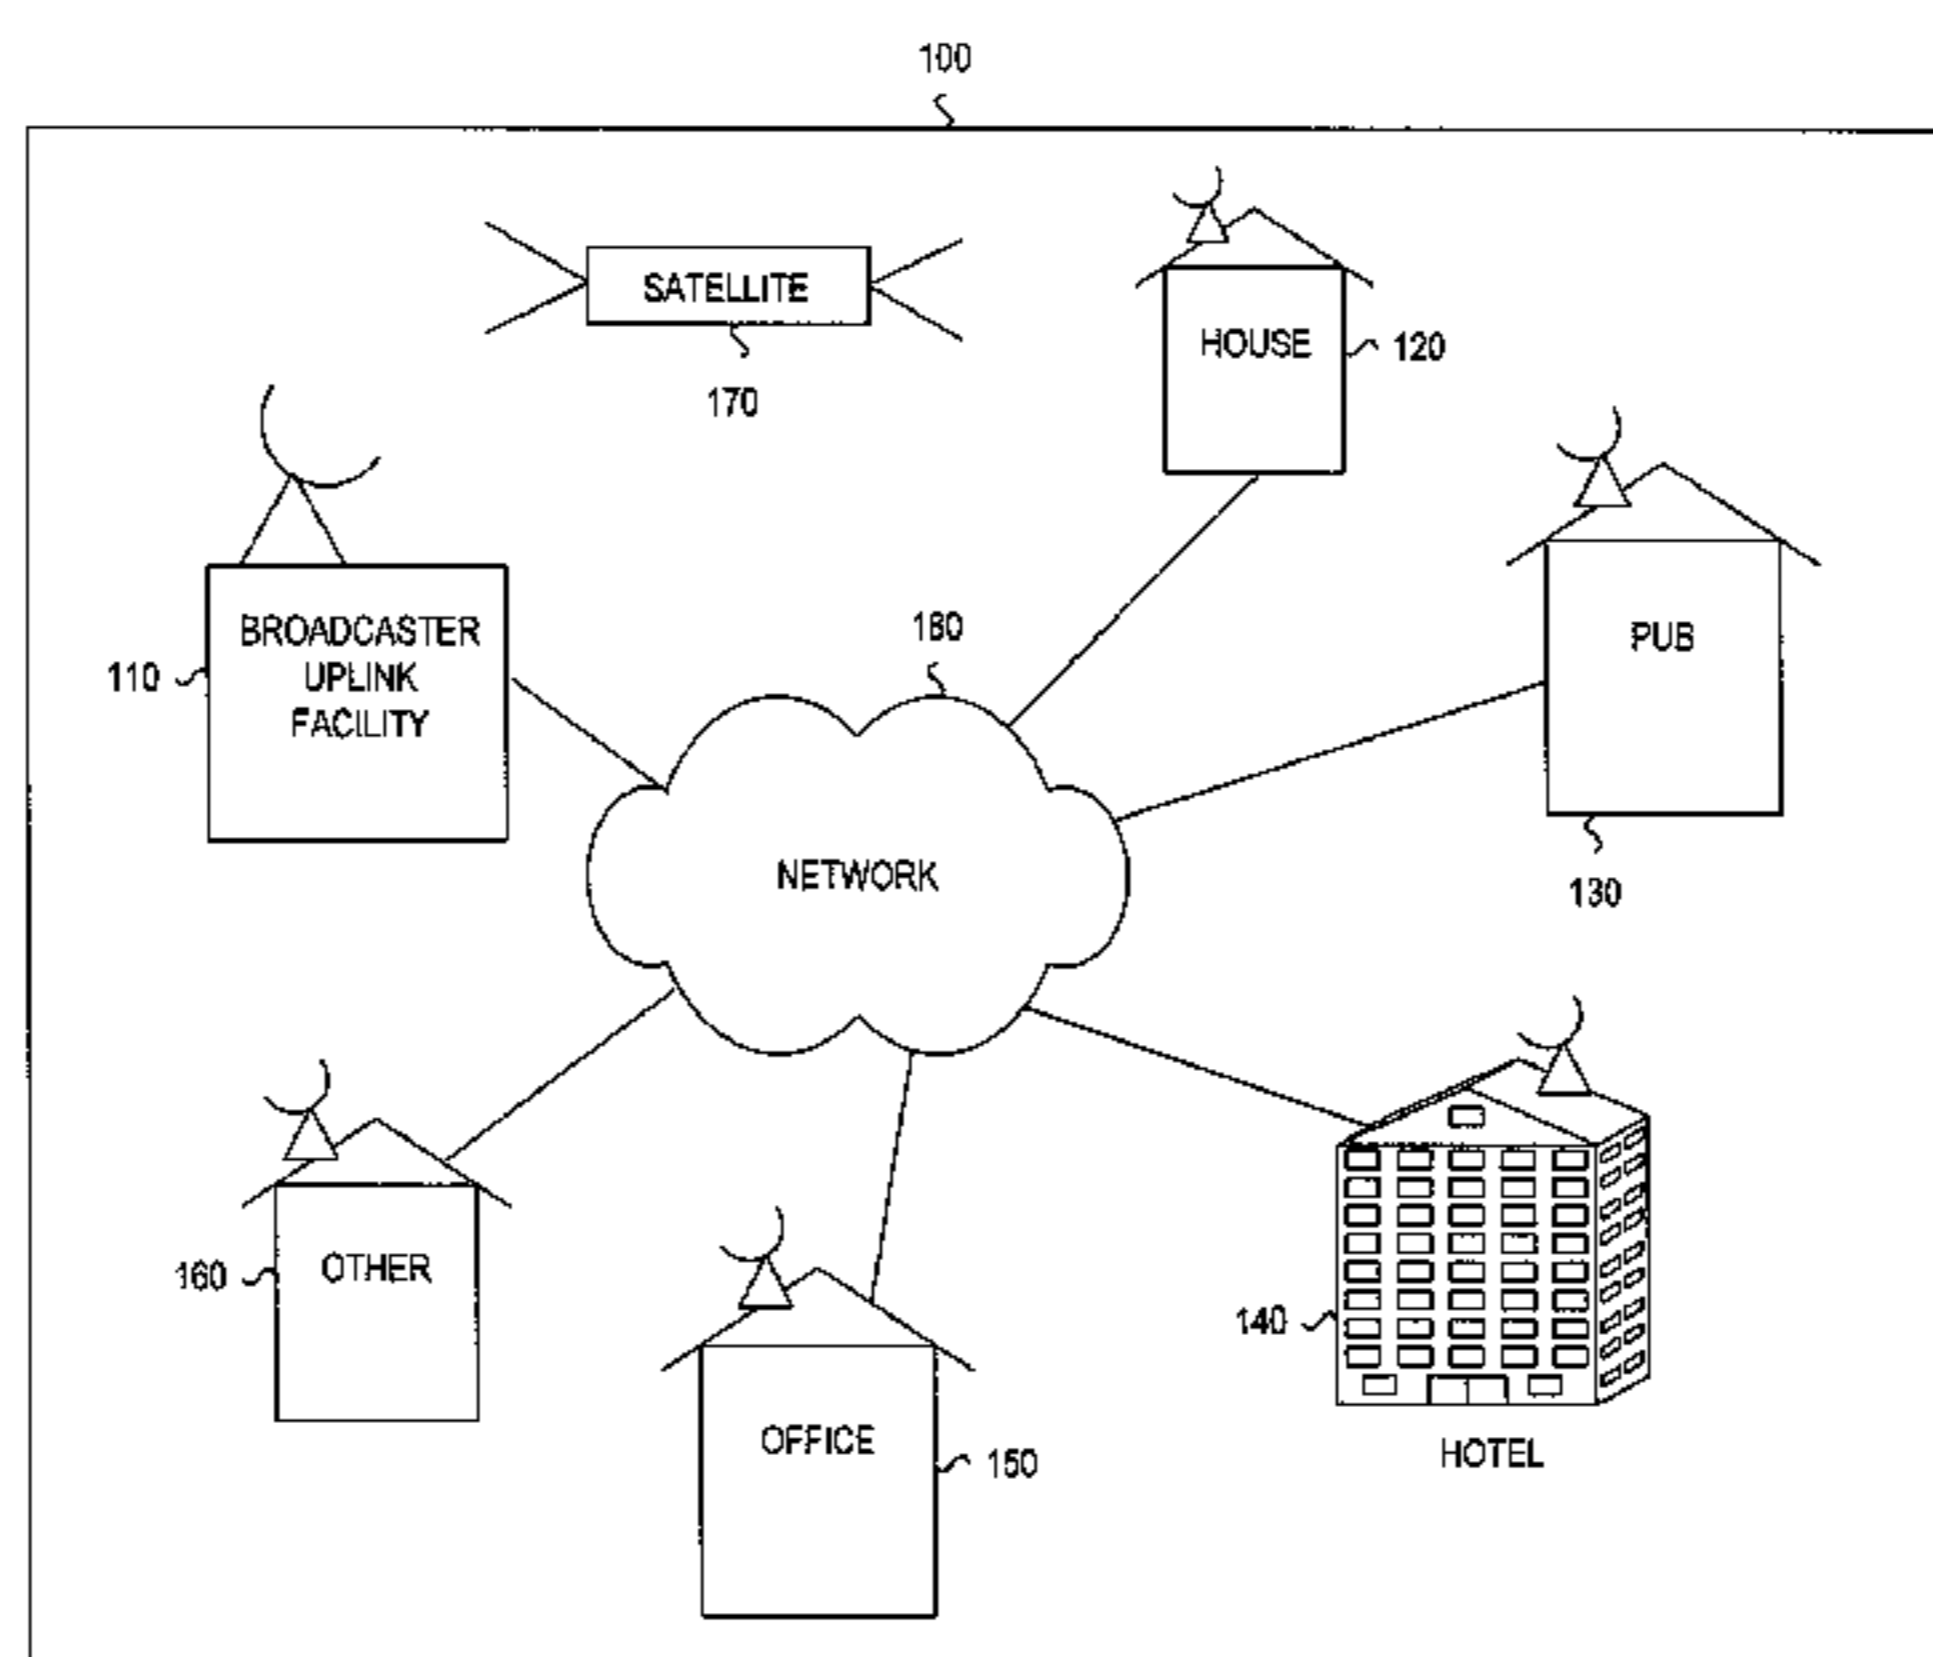 100
SATELLITE
170
HOUSE
120
BROADCASTER
UPLINK
FACILITY
110
180
PUB
130
NETWORK
OTHER
160
OFFICE
150
140
HOTEL